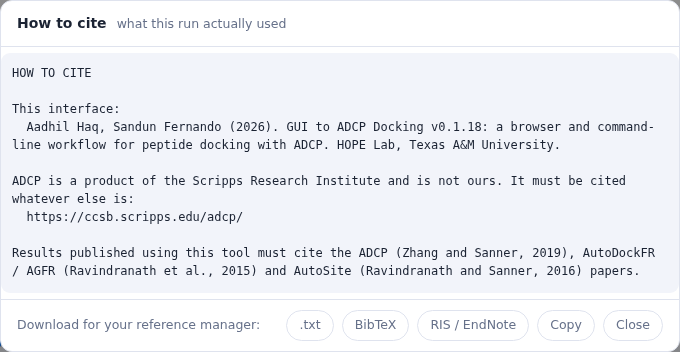 How to cite what this run actually used
HOW TO CITE
This interface:
Aadhil Haq, Sandun Fernando (2026). GUI to ADCP Docking v0.1.18: a browser and command-
line workflow for peptide docking with ADCP. HOPE Lab, Texas A&M University.
ADCP is a product of the Scripps Research Institute and is not ours. It must be cited
whatever else is:
https://ccsb.scripps.edu/adcp/
Results published using this tool must cite the ADCP (Zhang and Sanner, 2019), AutoDockFR
/ AGFR (Ravindranath et al., 2015) and AutoSite (Ravindranath and Sanner, 2016) papers.
Download for your reference manager: .txt BibTeX RIS / EndNote Copy Close